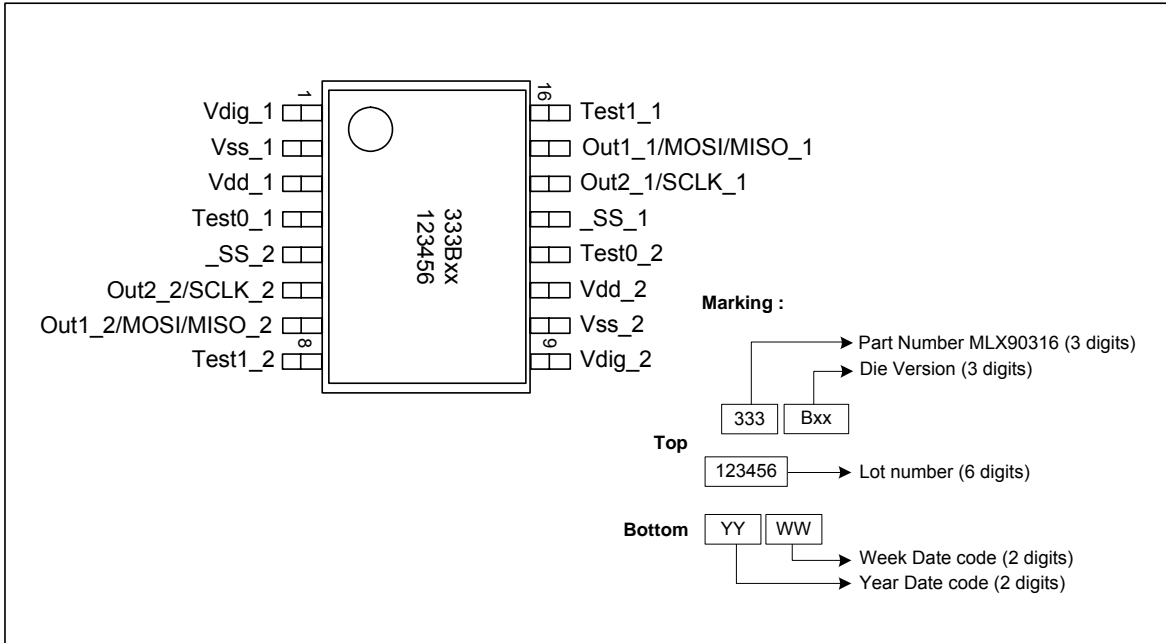 1
16
Vdig_1
Test1_1
Vss_1
Out1_1/MOSI/MISO_1
Vdd_1
Out2_1/SCLK_1
Test0_1
_SS_1
333Bxx
123456
_SS_2
Test0_2
Out2_2/SCLK_2
Vdd_2
Out1_2/MOSI/MISO_2
Vss_2
8
9
Test1_2
Vdig_2
Marking :
Part Number MLX90316 (3 digits)
Die Version (3 digits)
333 Bxx
Top
123456 Lot number (6 digits)
Bottom YY WW
Week Date code (2 digits)
Year Date code (2 digits)